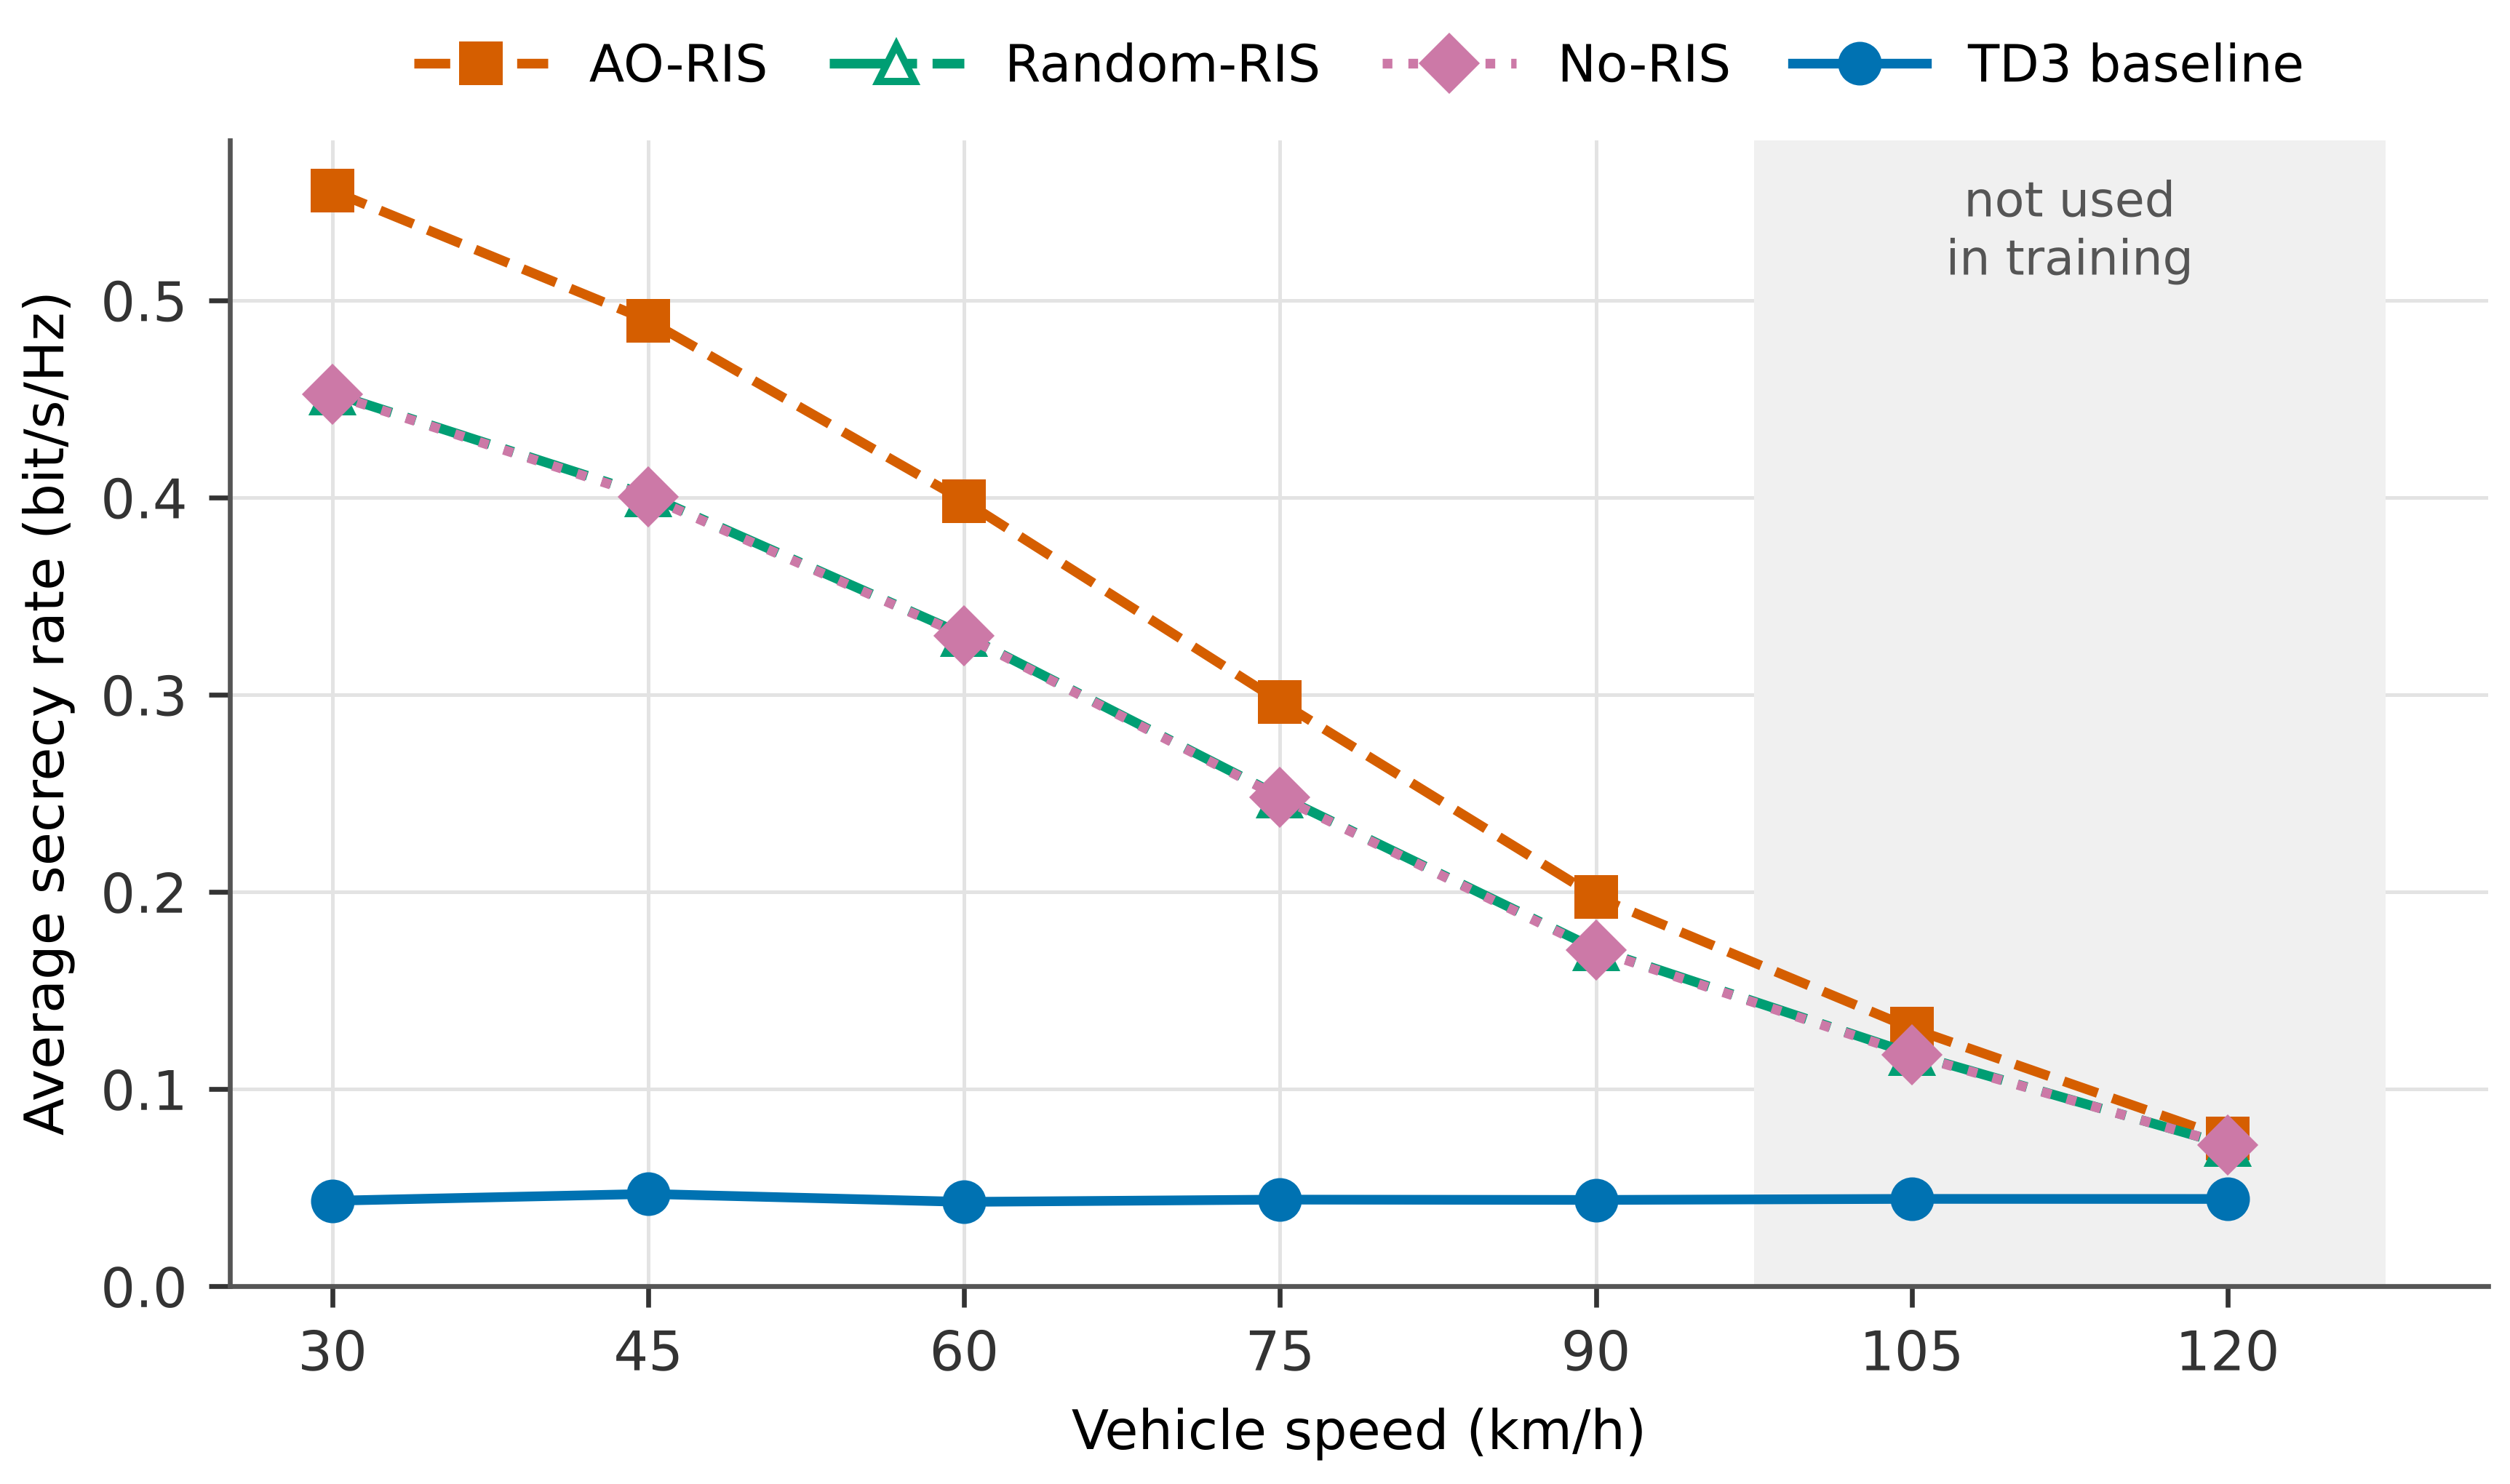 AO-RIS Random-RIS No-RIS TD3 baseline
not used
in training
Average secrecy rate (bit/s/Hz)
0.5
0.4
0.3
0.2
0.1
0.0
30 45 60 75 90 105 120
Vehicle speed (km/h)